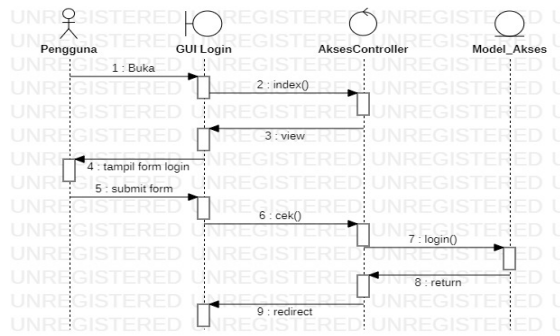 Pengguna
GUI Login
AksesController
Model_Akses
1 : Buka
2 : index()
3 : view
4 : tampil form login
5 : submit form
6 : cek()
7 : login()
8 : return
9 : redirect
UNREGISTERED